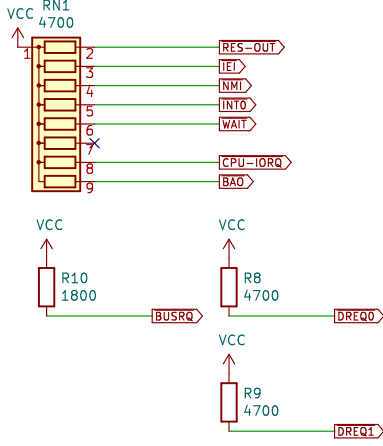 RN1
VCC 4700
1
2 RES-OUT
3 IEI
4 NMI
5 INT0
6 WAIT
7
8 CPU-IORQ
9 BAO
VCC VCC
R10 R8
1800 4700
BUSRQ DREQ0
VCC
R9
4700
DREQ1